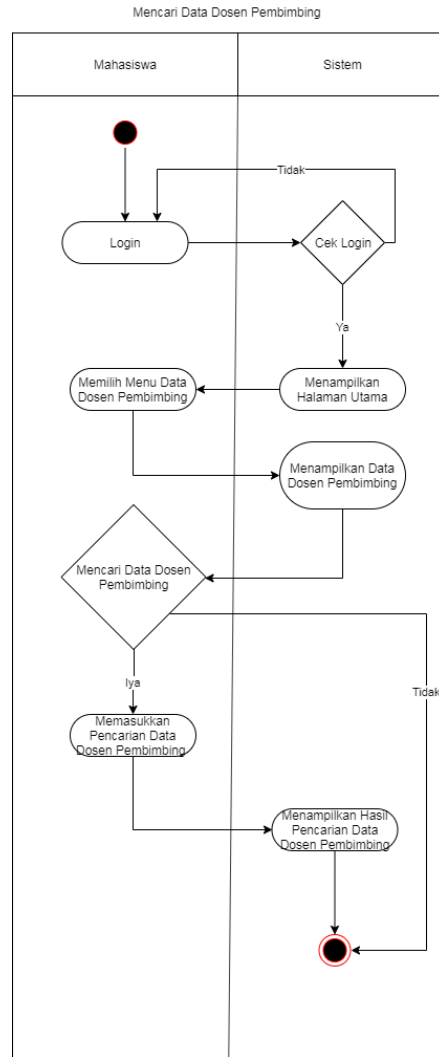 Mencari Data Dosen Pembimbing
Mahasiswa
Sistem
Tidak
Login
Cek Login
Ya
Memilih Menu Data
Dosen Pembimbing
Menampilkan
Halaman Utama
Menampilkan Data
Dosen Pembimbing
Mencari Data Dosen
Pembimbing
Iya
Tidak
Memasukkan
Pencarian Data
Dosen Pembimbing
Menampilkan Hasil
Pencarian Data
Dosen Pembimbing